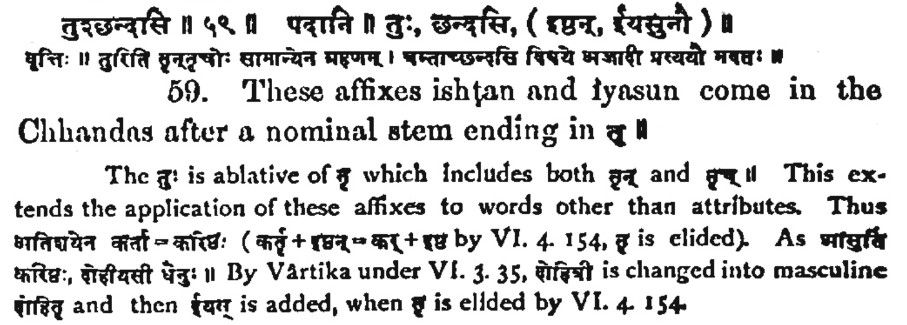 तुश्छन्दसि ॥ ५९ ॥ पदानि ॥ तुः, छन्दसि, ( इष्ठन्, ईयसुनौ ) ॥
वृत्तिः ॥ तुरिति तृन्तृचोः सामान्येन ग्रहणम् । त्रन्ताच्छन्दसि विषये अजादी प्रत्ययौ भवतः ॥
59. These affixes ishṭan and îyasun come in the
Chhandas after a nominal stem ending in तृ ॥
The तुः is ablative of तृ which includes both तृन् and तृच् ॥ This ex-
tends the application of these affixes to words other than attributes. Thus
अतिशयेन कर्ता = करिष्ठः ( कर्तृ + इष्ठन् = कर् + इष्ठ by VI. 4. 154, तृ is elided). As आसुतिं
करिष्ठः, दोहीयसी धेनुः ॥ By Vârtika under VI. 3. 35, दोहित्री is changed into masculine
दोहितृ and then ईयस् is added, when तृ is elided by VI. 4. 154.